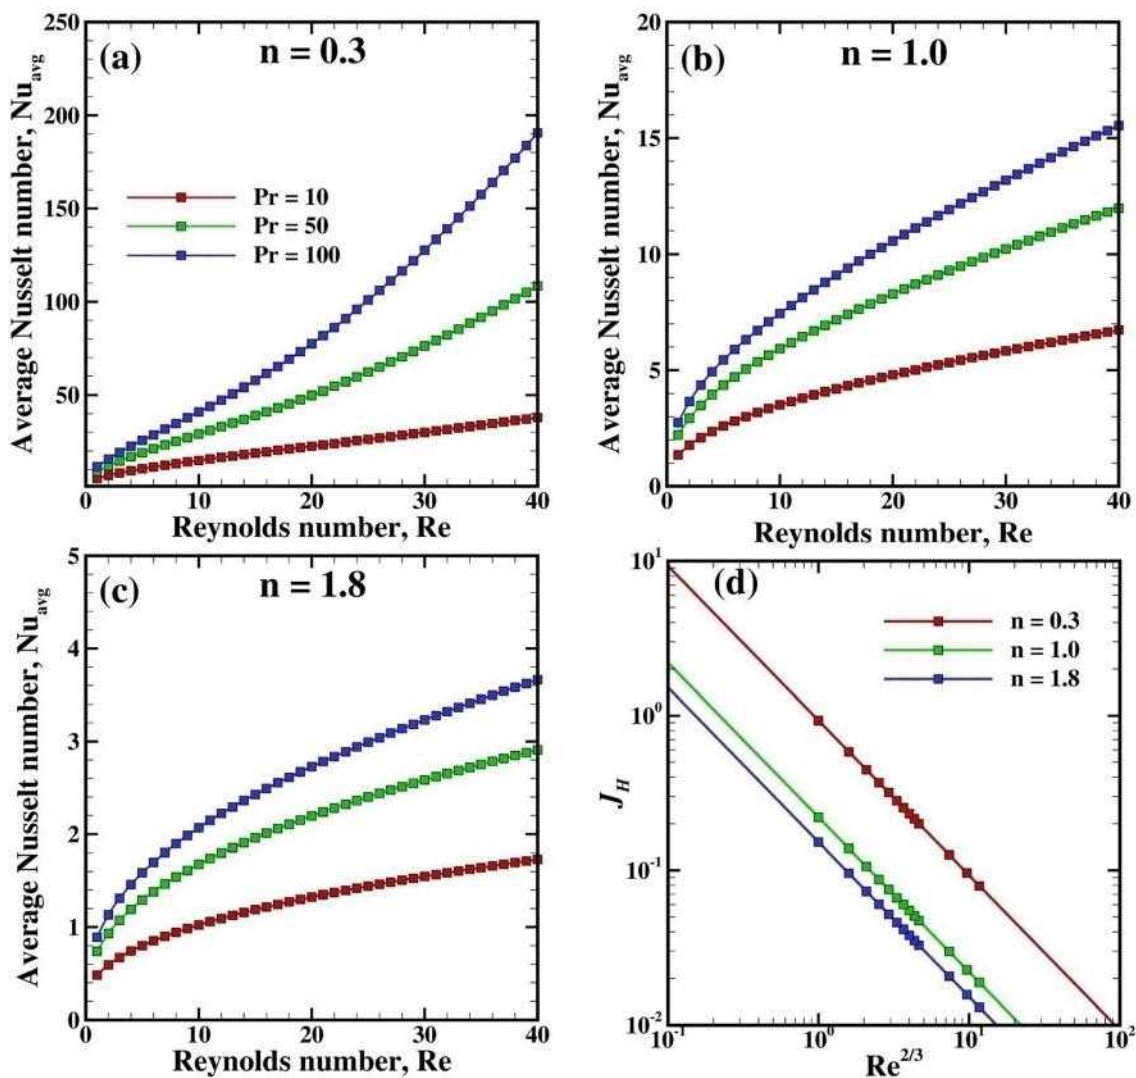 (a)
n = 0.3
Average Nusselt number, Nu_avg
250
200
150
100
50
Pr = 10
Pr = 50
Pr = 100
0
10
20
30
40
Reynolds number, Re
(b)
n = 1.0
Average Nusselt number, Nu_avg
20
15
10
5
0
0
10
20
30
40
Reynolds number, Re
(c)
n = 1.8
Average Nusselt number, Nu_avg
5
4
3
2
1
0
0
10
20
30
40
Reynolds number, Re
(d)
J_H
10^1
10^0
10^-1
10^-2
n = 0.3
n = 1.0
n = 1.8
10^-1
10^0
10^1
10^2
Re^2/3